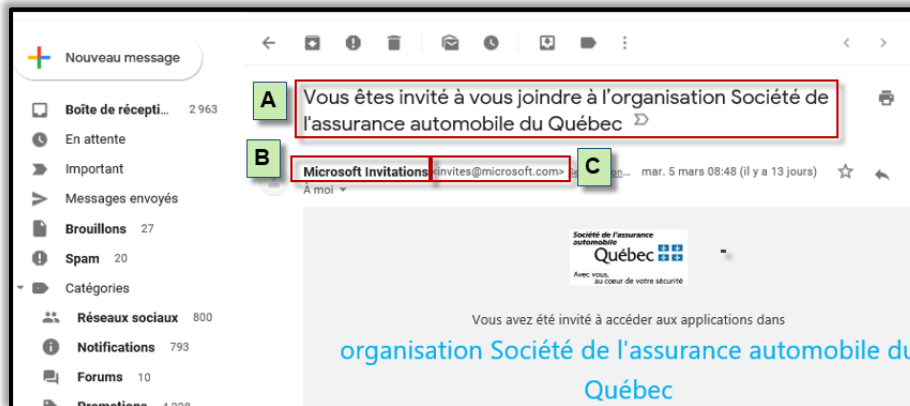 Nouveau message
A
Vous êtes invité à vous joindre à l'organisation Société de
l'assurance automobile du Québec
Boîte de récepti... 2 963
En attente
B
Microsoft Invitations <invites@microsoft.com>
C
mar. 5 mars 08:48 (il y a 13 jours)
Important
À moi
Messages envoyés
Brouillons 27
Spam 20
Catégories
Réseaux sociaux 800
Notifications 793
Forums 10
Promotions
Société de l'assurance
automobile
Québec
Avec vous,
au coeur de votre sécurité
Vous avez été invité à accéder aux applications dans
organisation Société de l'assurance automobile du
Québec